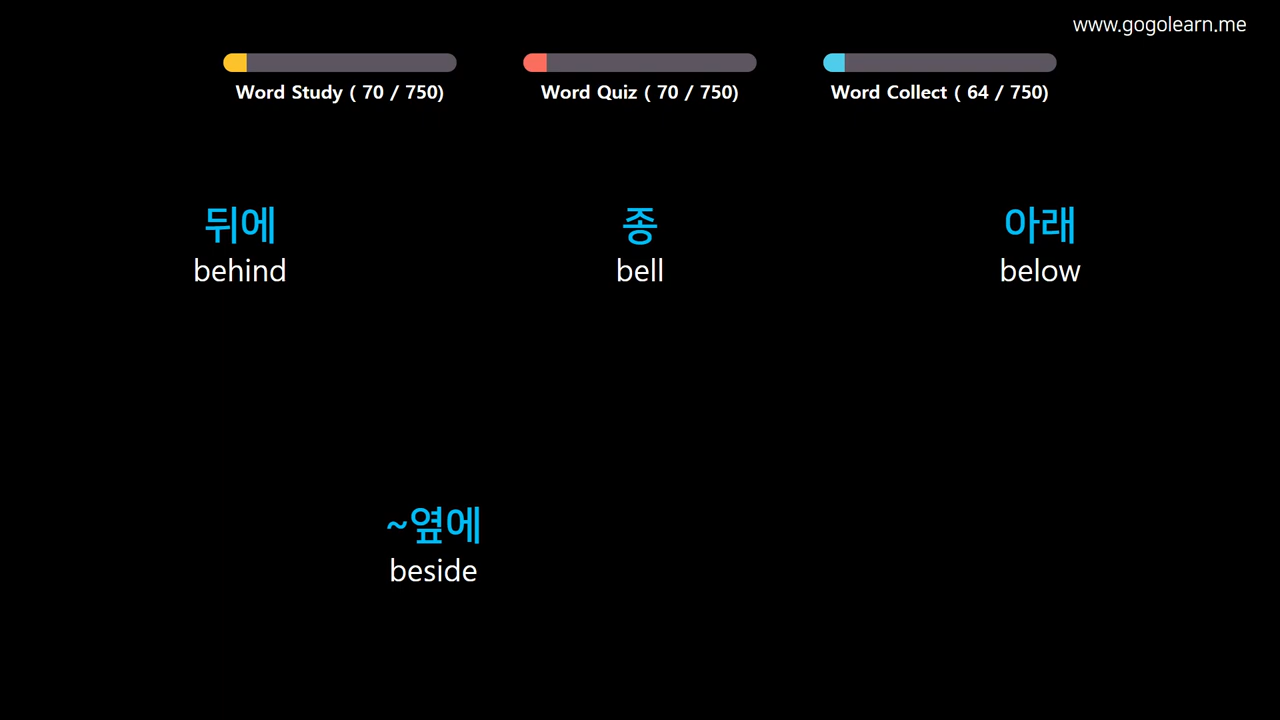 www.gogolearn.me
Word Study ( 70 / 750)
Word Quiz ( 70 / 750)
Word Collect ( 64 / 750)
뒤에
behind
종
bell
아래
below
~옆에
beside